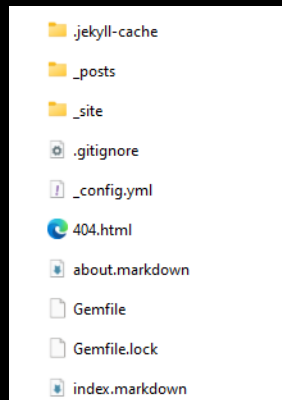 .jekyll-cache
_posts
_site
.gitignore
_config.yml
404.html
about.markdown
Gemfile
Gemfile.lock
index.markdown